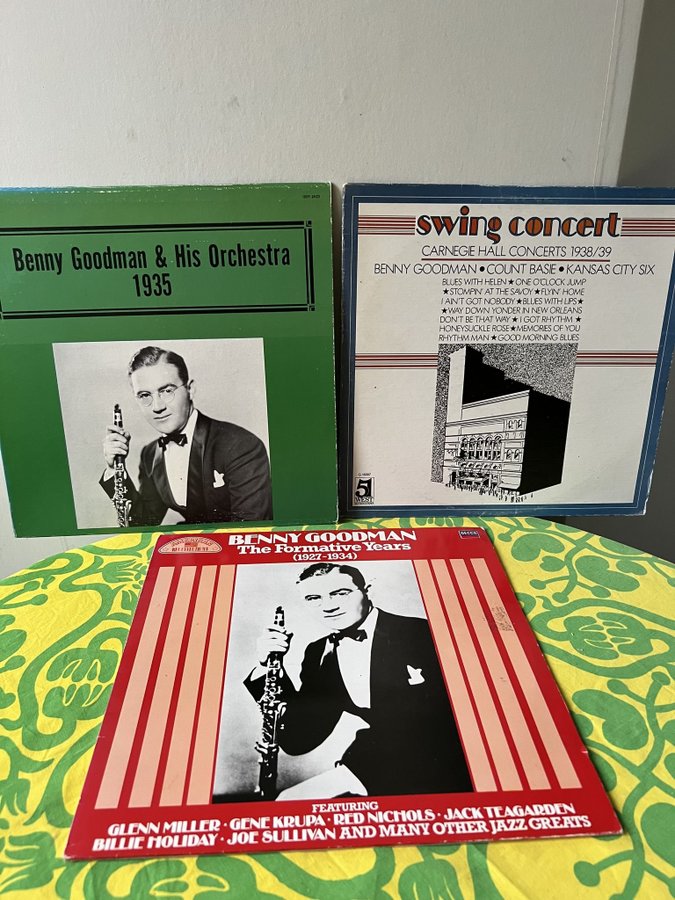 Benny Goodman & His Orchestra
1935
swing concert
CARNEGIE HALL CONCERTS 1938/39
BENNY GOODMAN • COUNT BASIE • KANSAS CITY SIX
BLUES WITH HELEN ★ ONE O'CLOCK JUMP
★ STOMPIN' AT THE SAVOY ★ FLYIN' HOME
I AIN'T GOT NOBODY ★ BLUES WITH LIPS ★
★ WAY DOWN YONDER IN NEW ORLEANS
DON'T BE THAT WAY ★ I GOT RHYTHM ★
HONEYSUCKLE ROSE ★ MEMORIES OF YOU
RHYTHM MAN ★ GOOD MORNING BLUES
51
WEST
BENNY GOODMAN
The Formative Years
(1927-1934)
DECCA
FEATURING
GLENN MILLER · GENE KRUPA · RED NICHOLS · JACK TEAGARDEN
BILLIE HOLIDAY · JOE SULLIVAN AND MANY OTHER JAZZ GREATS